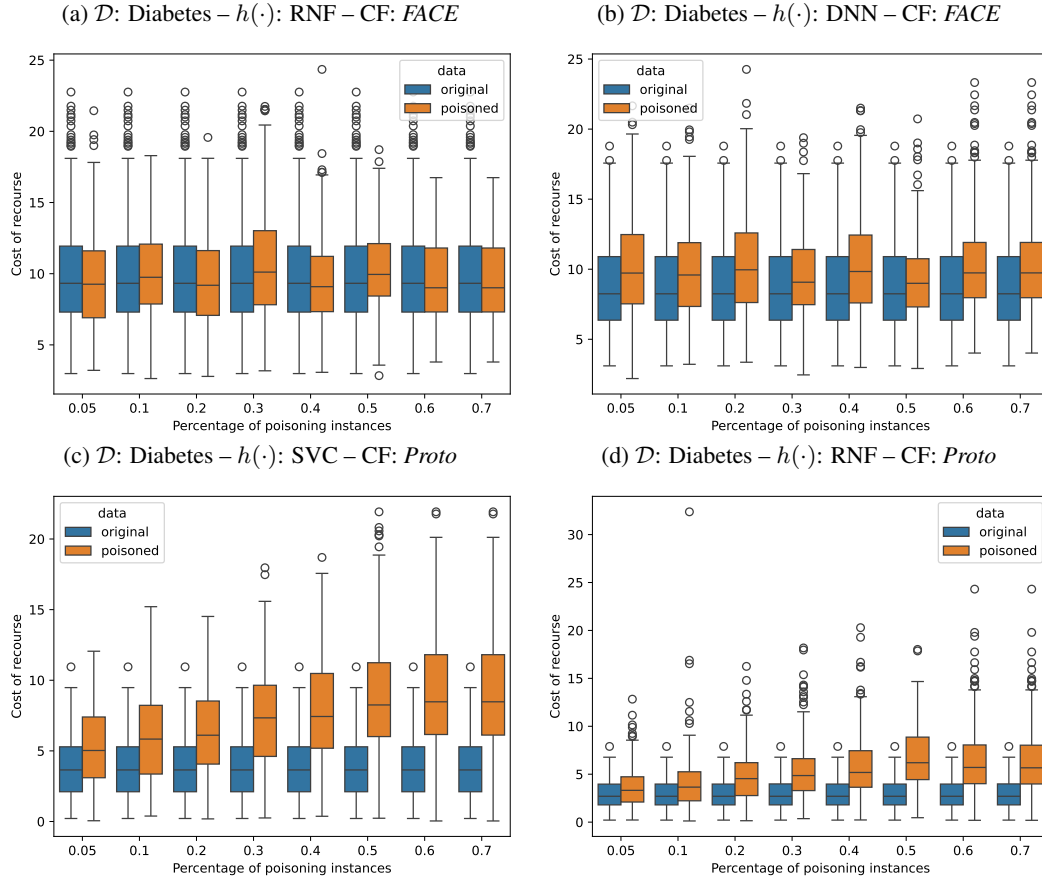 (a) 𝒟: Diabetes – h(·): RNF – CF: FACE
25
20
15
10
5
Cost of recourse
data
original
poisoned
0.05 0.1 0.2 0.3 0.4 0.5 0.6 0.7
Percentage of poisoning instances
(b) 𝒟: Diabetes – h(·): DNN – CF: FACE
25
20
15
10
5
Cost of recourse
data
original
poisoned
0.05 0.1 0.2 0.3 0.4 0.5 0.6 0.7
Percentage of poisoning instances
(c) 𝒟: Diabetes – h(·): SVC – CF: Proto
20
15
10
5
0
Cost of recourse
data
original
poisoned
0.05 0.1 0.2 0.3 0.4 0.5 0.6 0.7
Percentage of poisoning instances
(d) 𝒟: Diabetes – h(·): RNF – CF: Proto
30
25
20
15
10
5
0
Cost of recourse
data
original
poisoned
0.05 0.1 0.2 0.3 0.4 0.5 0.6 0.7
Percentage of poisoning instances